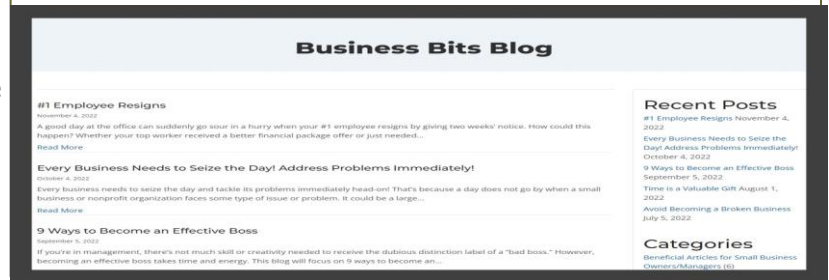 Business Bits Blog
#1 Employee Resigns
November 4, 2022
A good day at the office can suddenly go sour in a hurry when your #1 employee resigns by giving two weeks' notice. How could this
happen? Whether your top worker received a better financial package offer or just needed...
Read More
Every Business Needs to Seize the Day! Address Problems Immediately!
October 4, 2022
Every business needs to seize the day and tackle its problems immediately head-on! That's because a day does not go by when a small
business or nonprofit organization faces some type of issue or problem. It could be a large...
Read More
9 Ways to Become an Effective Boss
September 5, 2022
If you're in management, there's not much skill or creativity needed to receive the dubious distinction label of a "bad boss." However,
becoming an effective boss takes time and energy. This blog will focus on 9 ways to become an...
Recent Posts
#1 Employee Resigns November 4,
2022
Every Business Needs to Seize the
Day! Address Problems Immediately!
October 4, 2022
9 Ways to Become an Effective Boss
September 5, 2022
Time is a Valuable Gift August 1,
2022
Avoid Becoming a Broken Business
July 5, 2022
Categories
Beneficial Articles for Small Business
Owners/Managers (6)